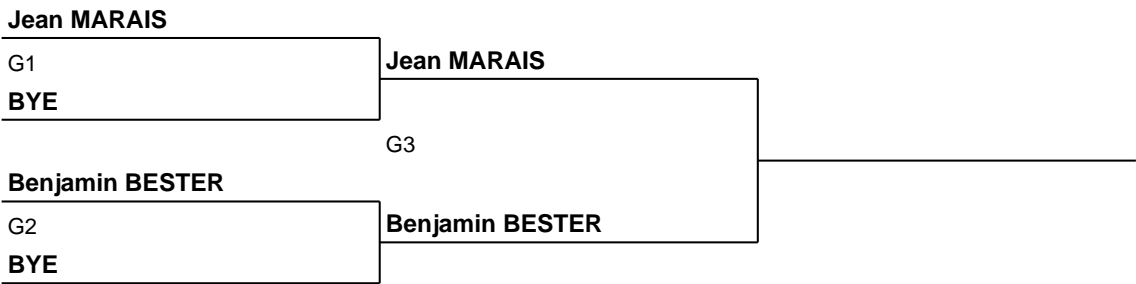 Jean MARAIS
G1
Jean MARAIS
BYE
G3
Benjamin BESTER
G2
Benjamin BESTER
BYE